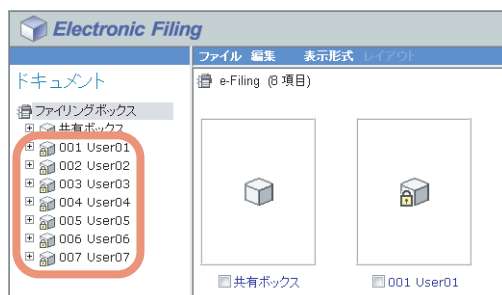 Electronic Filing
ファイル 編集 表示形式 レイアウト
ドキュメント
e-Filing (8 項目)
ファイリングボックス
共有ボックス
001 User01
002 User02
003 User03
004 User04
005 User05
006 User06
007 User07
共有ボックス 001 User01